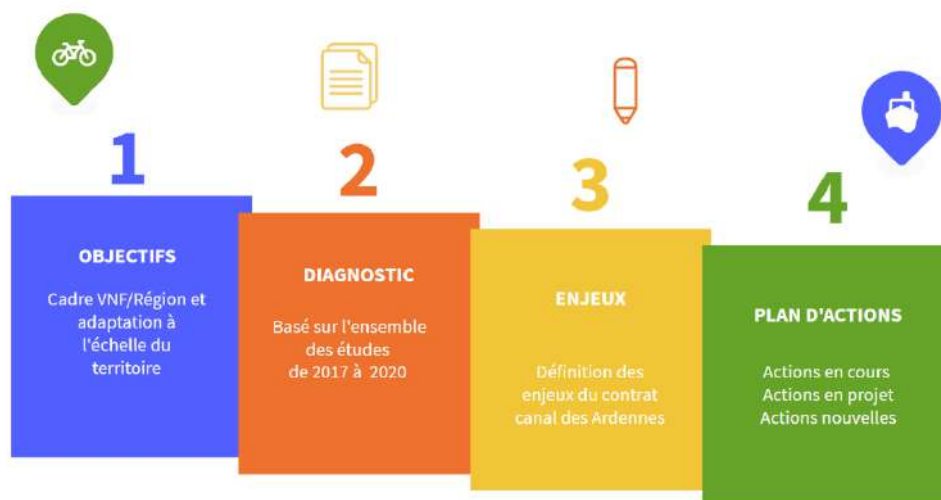 1
OBJECTIFS
Cadre VNF/Région et
adaptation à
l'échelle du
territoire
2
DIAGNOSTIC
Basé sur l'ensemble
des études
de 2017 à 2020
3
ENJEUX
Définition des
enjeux du contrat
canal des Ardennes
4
PLAN D'ACTIONS
Actions en cours
Actions en projet
Actions nouvelles